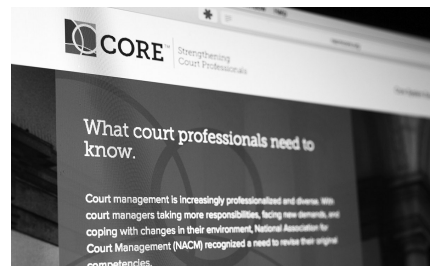 CORE™
Strengthening
Court Professionals
What court professionals need to
know.
Court management is increasingly professionalized and diverse. With
court managers taking more responsibilities, facing new demands, and
coping with changes in their environment, National Association for
Court Management (NACM) recognized a need to revise their original
competencies.